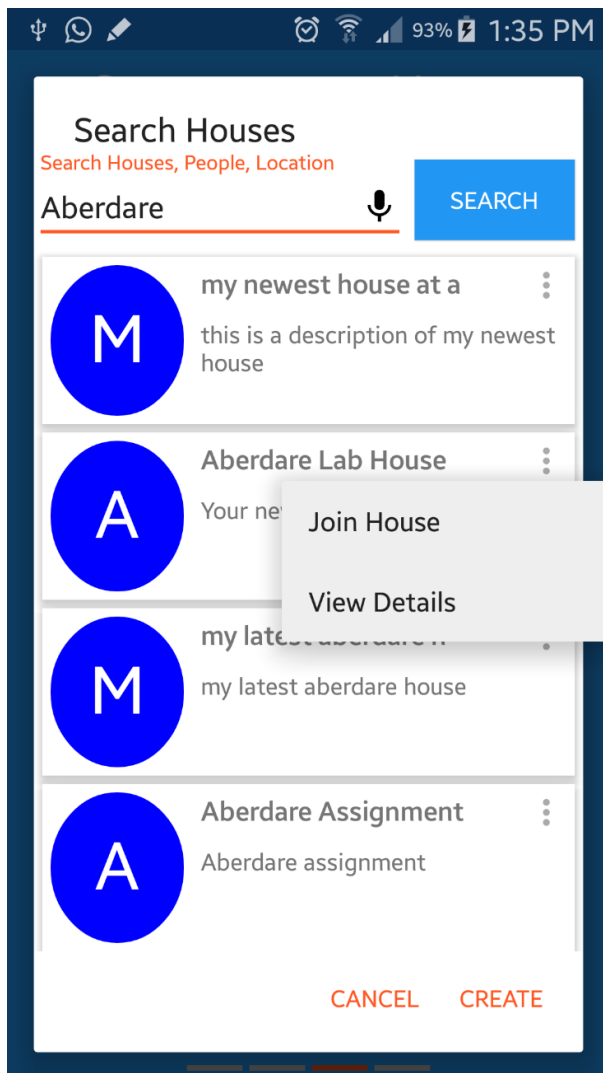 93% 1:35 PM
Search Houses
Search Houses, People, Location
Aberdare
SEARCH
M
my newest house at a
this is a description of my newest
house
A
Aberdare Lab House
Your
Join House
View Details
M
my latest aberdare
my latest aberdare house
A
Aberdare Assignment
Aberdare assignment
CANCEL CREATE